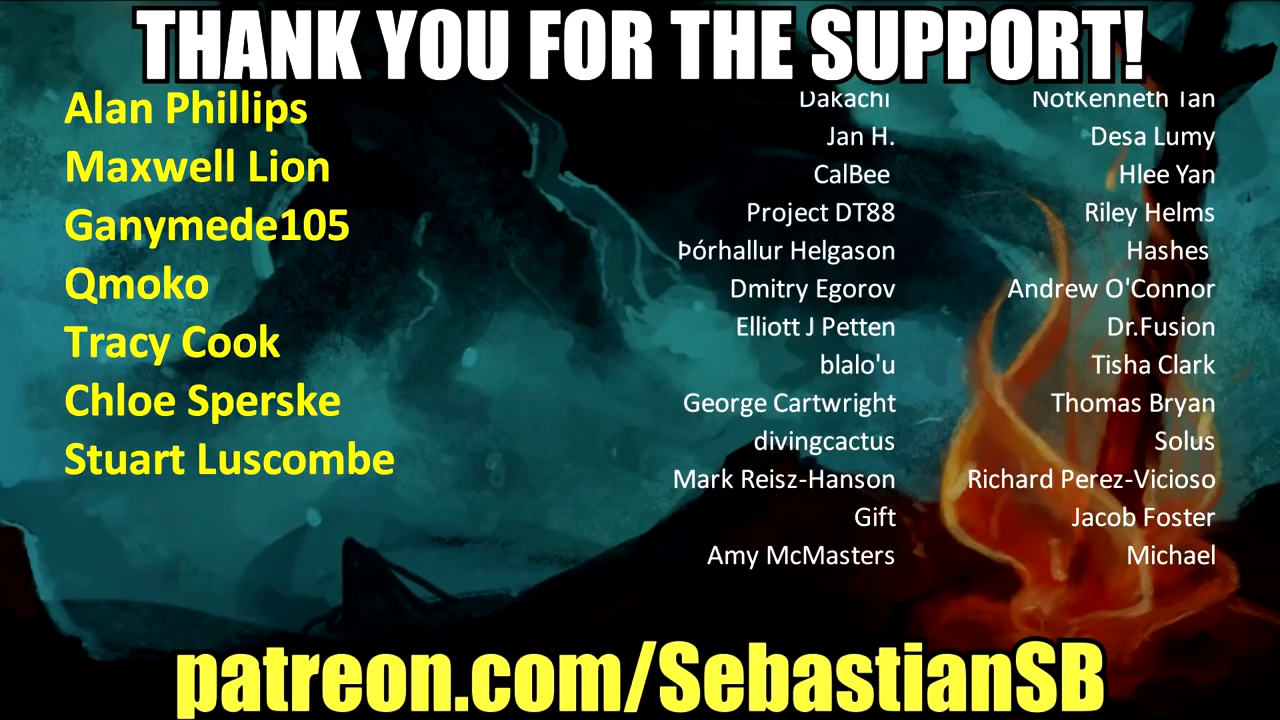 THANK YOU FOR THE SUPPORT!
Alan Phillips
Maxwell Lion
Ganymede105
Qmoko
Tracy Cook
Chloe Sperske
Stuart Luscombe
Dakachi
Jan H.
CalBee
Project DT88
Þórhallur Helgason
Dmitry Egorov
Elliott J Petten
blalo'u
George Cartwright
divingcactus
Mark Reisz-Hanson
Gift
Amy McMasters
NotKenneth Tan
Desa Lumy
Hlee Yan
Riley Helms
Hashes
Andrew O'Connor
Dr.Fusion
Tisha Clark
Thomas Bryan
Solus
Richard Perez-Vicioso
Jacob Foster
Michael
patreon.com/SebastianSB